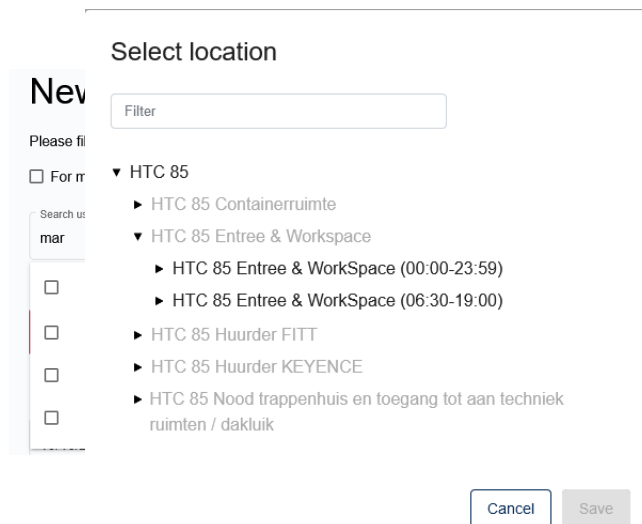 Select location
New
Filter
Please fil
HTC 85
For m
HTC 85 Containerruimte
Search us
mar
HTC 85 Entree & Workspace
HTC 85 Entree & WorkSpace (00:00-23:59)
HTC 85 Entree & WorkSpace (06:30-19:00)
HTC 85 Huurder FITT
HTC 85 Huurder KEYENCE
HTC 85 Nood trappenhuis en toegang tot aan techniek
ruimten / dakluik
Cancel Save